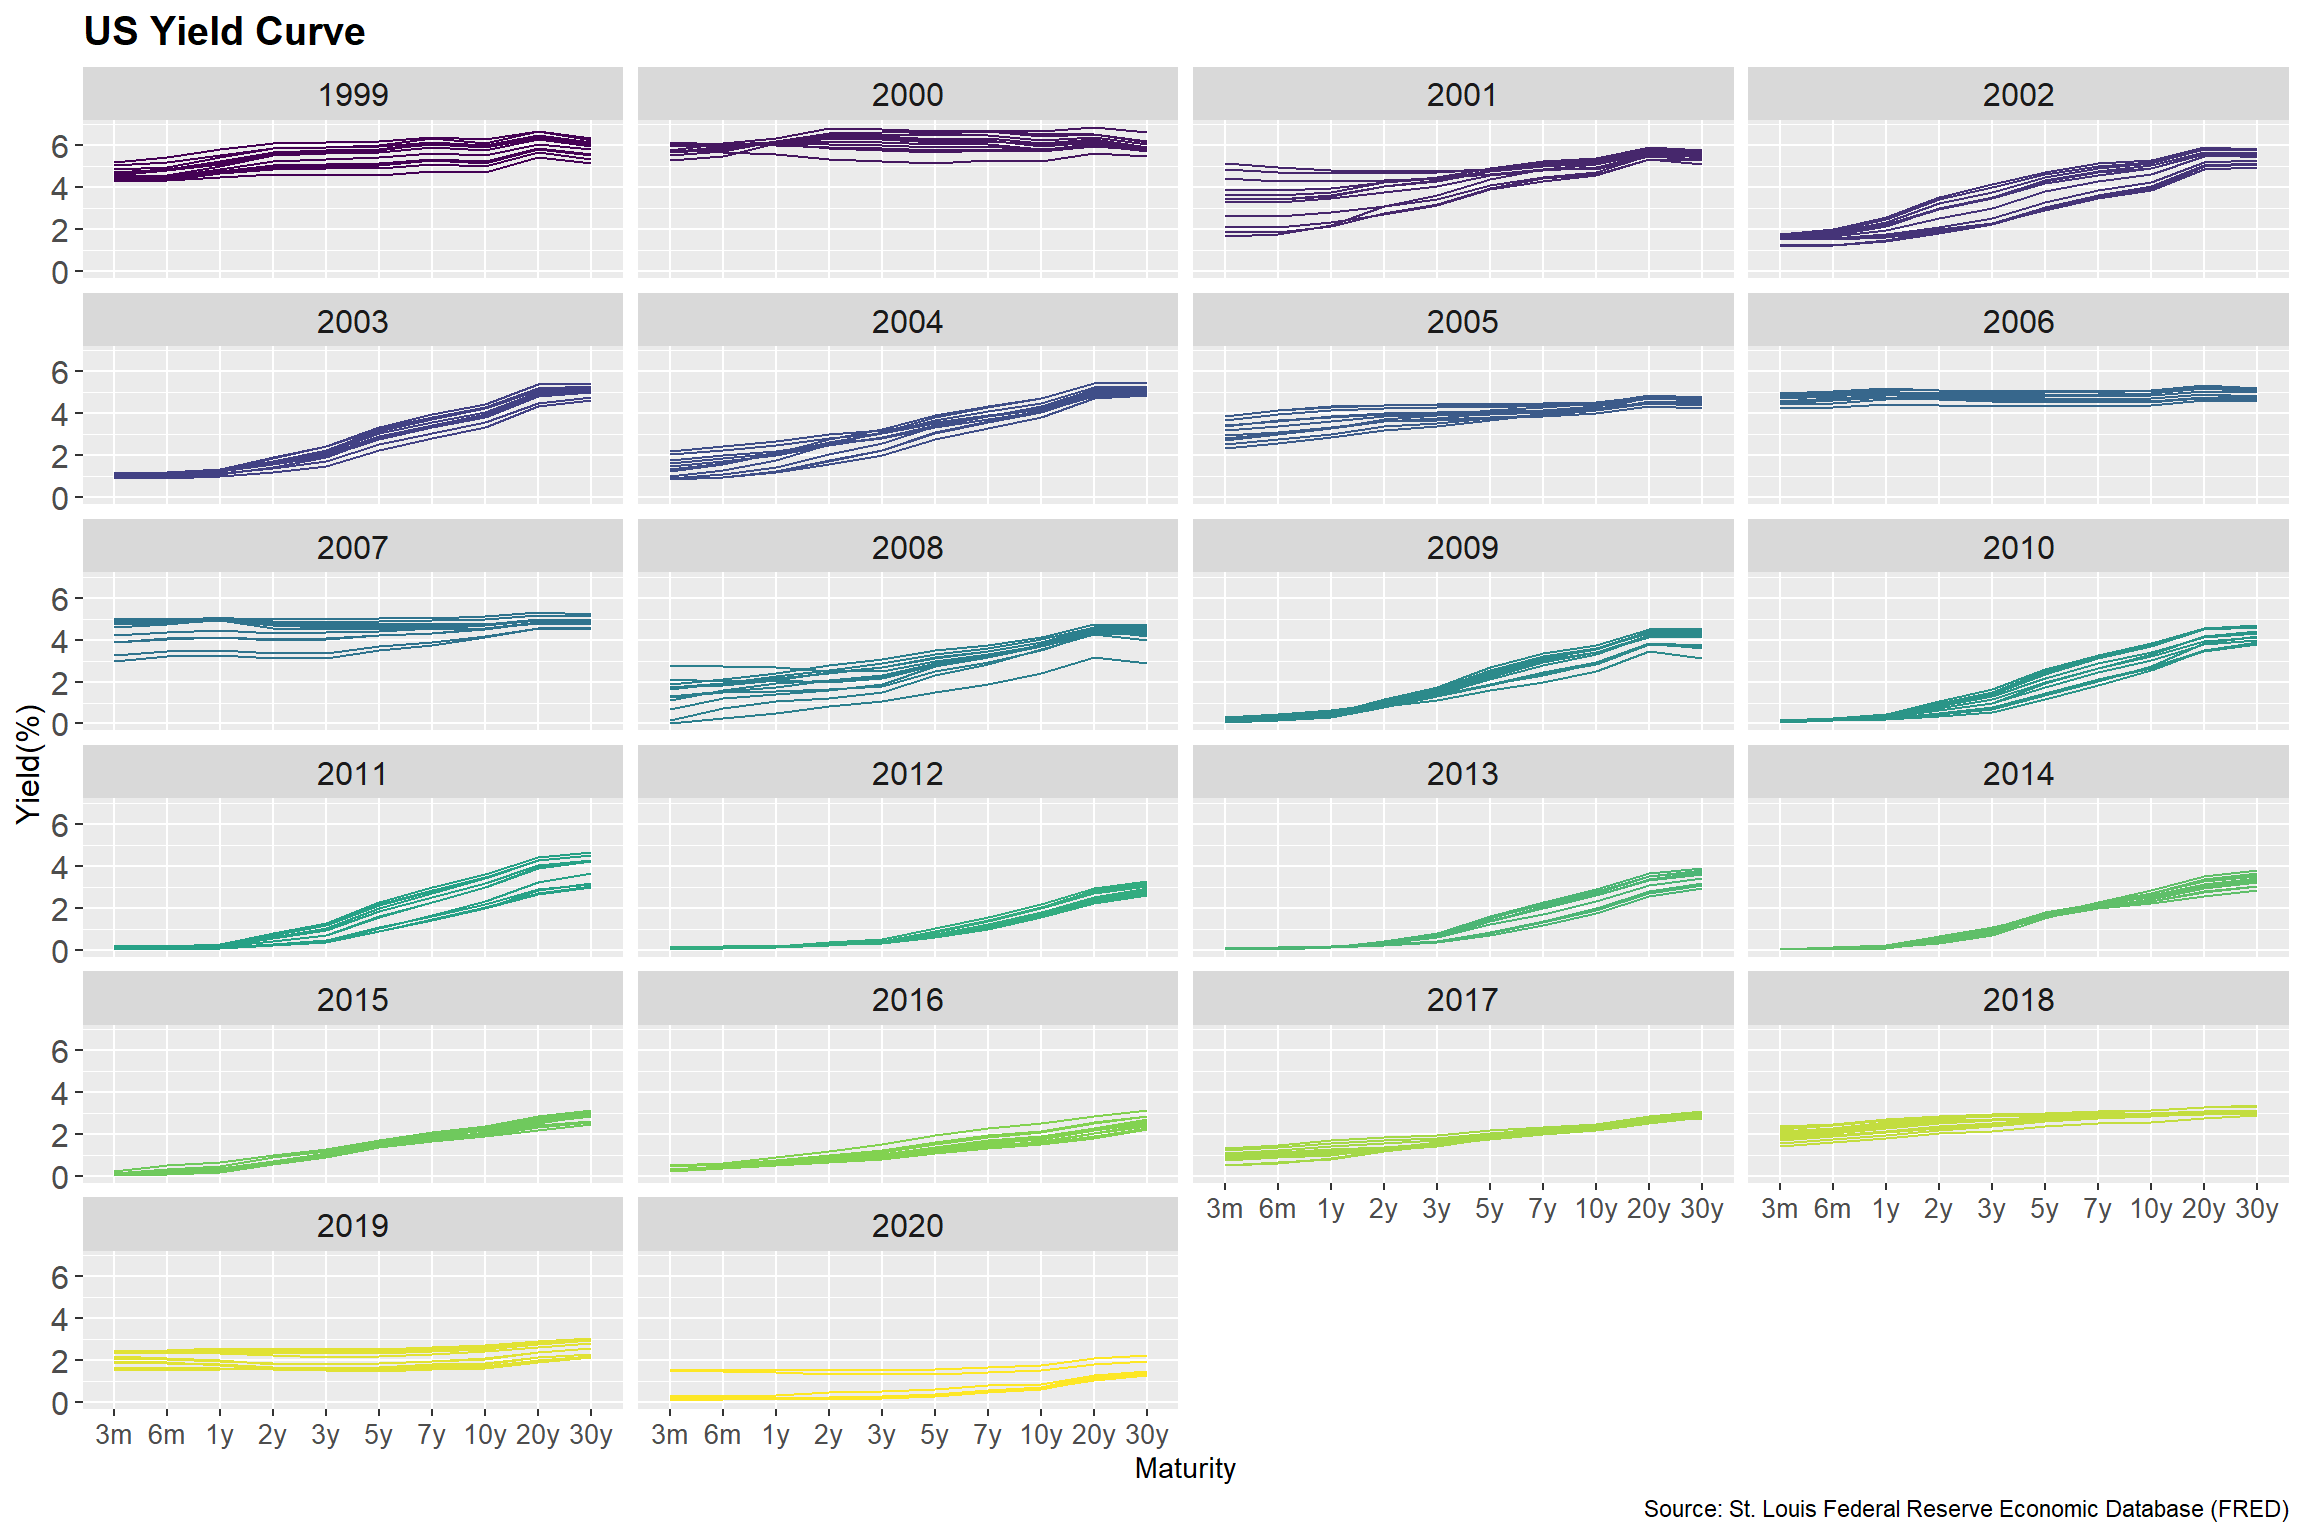 US Yield Curve
1999 2000 2001 2002
6
4
2
0
2003 2004 2005 2006
6
4
2
0
2007 2008 2009 2010
6
4
2
0
Yield(%)
2011 2012 2013 2014
6
4
2
0
2015 2016 2017 2018
6
4
2
0
3m 6m 1y 2y 3y 5y 7y 10y 20y 30y 3m 6m 1y 2y 3y 5y 7y 10y 20y 30y
2019 2020
6
4
2
0
3m 6m 1y 2y 3y 5y 7y 10y 20y 30y 3m 6m 1y 2y 3y 5y 7y 10y 20y 30y
Maturity
Source: St. Louis Federal Reserve Economic Database (FRED)